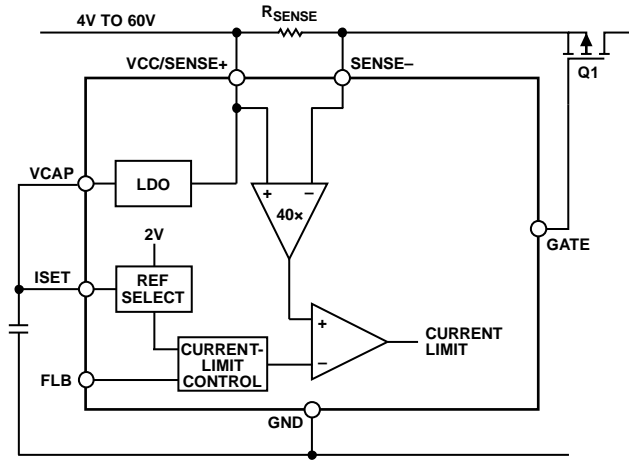 4V TO 60V
RSENSE
VCC/SENSE+
SENSE–
Q1
VCAP
LDO
+
–
40×
GATE
2V
ISET
REF
SELECT
+
–
CURRENT
LIMIT
CURRENT-
LIMIT
CONTROL
FLB
GND